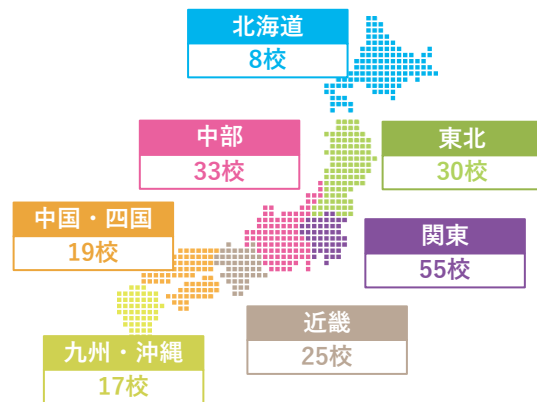 北海道
8校
中部
33校
東北
30校
中国・四国
19校
関東
55校
近畿
25校
九州・沖縄
17校